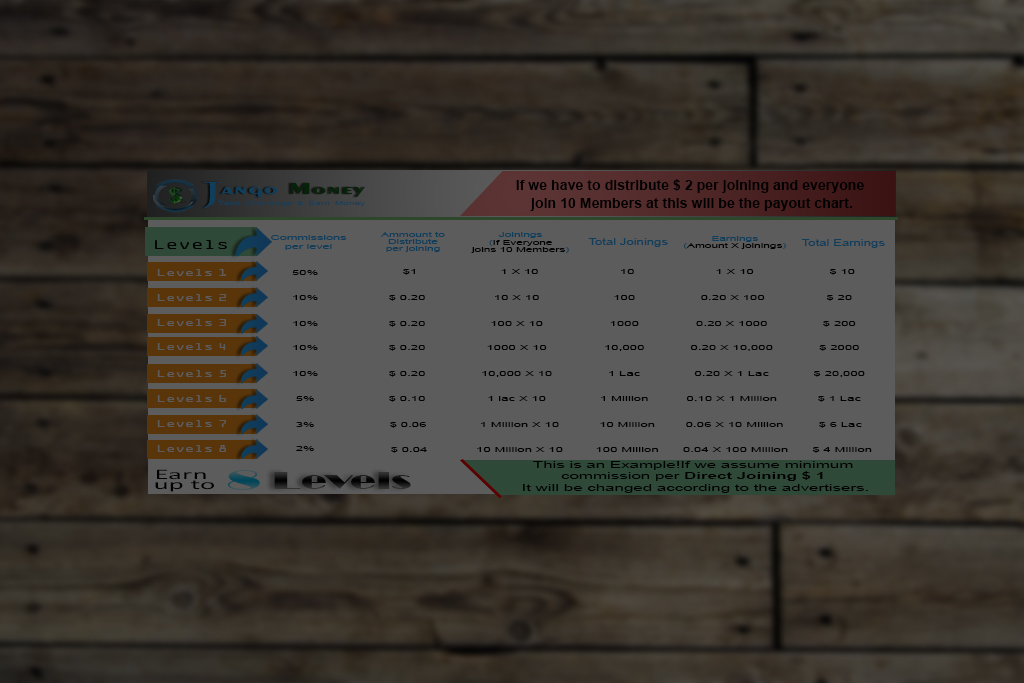 Jango Money
If we have to distribute $ 2 per joining and everyone
join 10 Members at this will be the payout chart.
Levels
Commissions
per level
Ammount to
Distribute
per joining
Joinings
(If Everyone
joins 10 Members)
Total Joinings
Earnings
(Amount X joinings)
Total Earnings
Levels 1 50% $1 1 X 10 10 1 X 10 $ 10
Levels 2 10% $ 0.20 10 X 10 100 0.20 X 100 $ 20
Levels 3 10% $ 0.20 100 X 10 1000 0.20 X 1000 $ 200
Levels 4 10% $ 0.20 1000 X 10 10,000 0.20 X 10,000 $ 2000
Levels 5 10% $ 0.20 10,000 X 10 1 Lac 0.20 X 1 Lac $ 20,000
Levels 6 5% $ 0.10 1 lac X 10 1 Million 0.10 X 1 Million $ 1 Lac
Levels 7 3% $ 0.06 1 Million X 10 10 Million 0.06 X 10 Million $ 6 Lac
Levels 8 2% $ 0.04 10 Million X 10 100 Million 0.04 X 100 Million $ 4 Million
Earn
up to
8 Levels
This is an Example!If we assume minimum
commission per Direct Joining $ 1
It will be changed according to the advertisers.